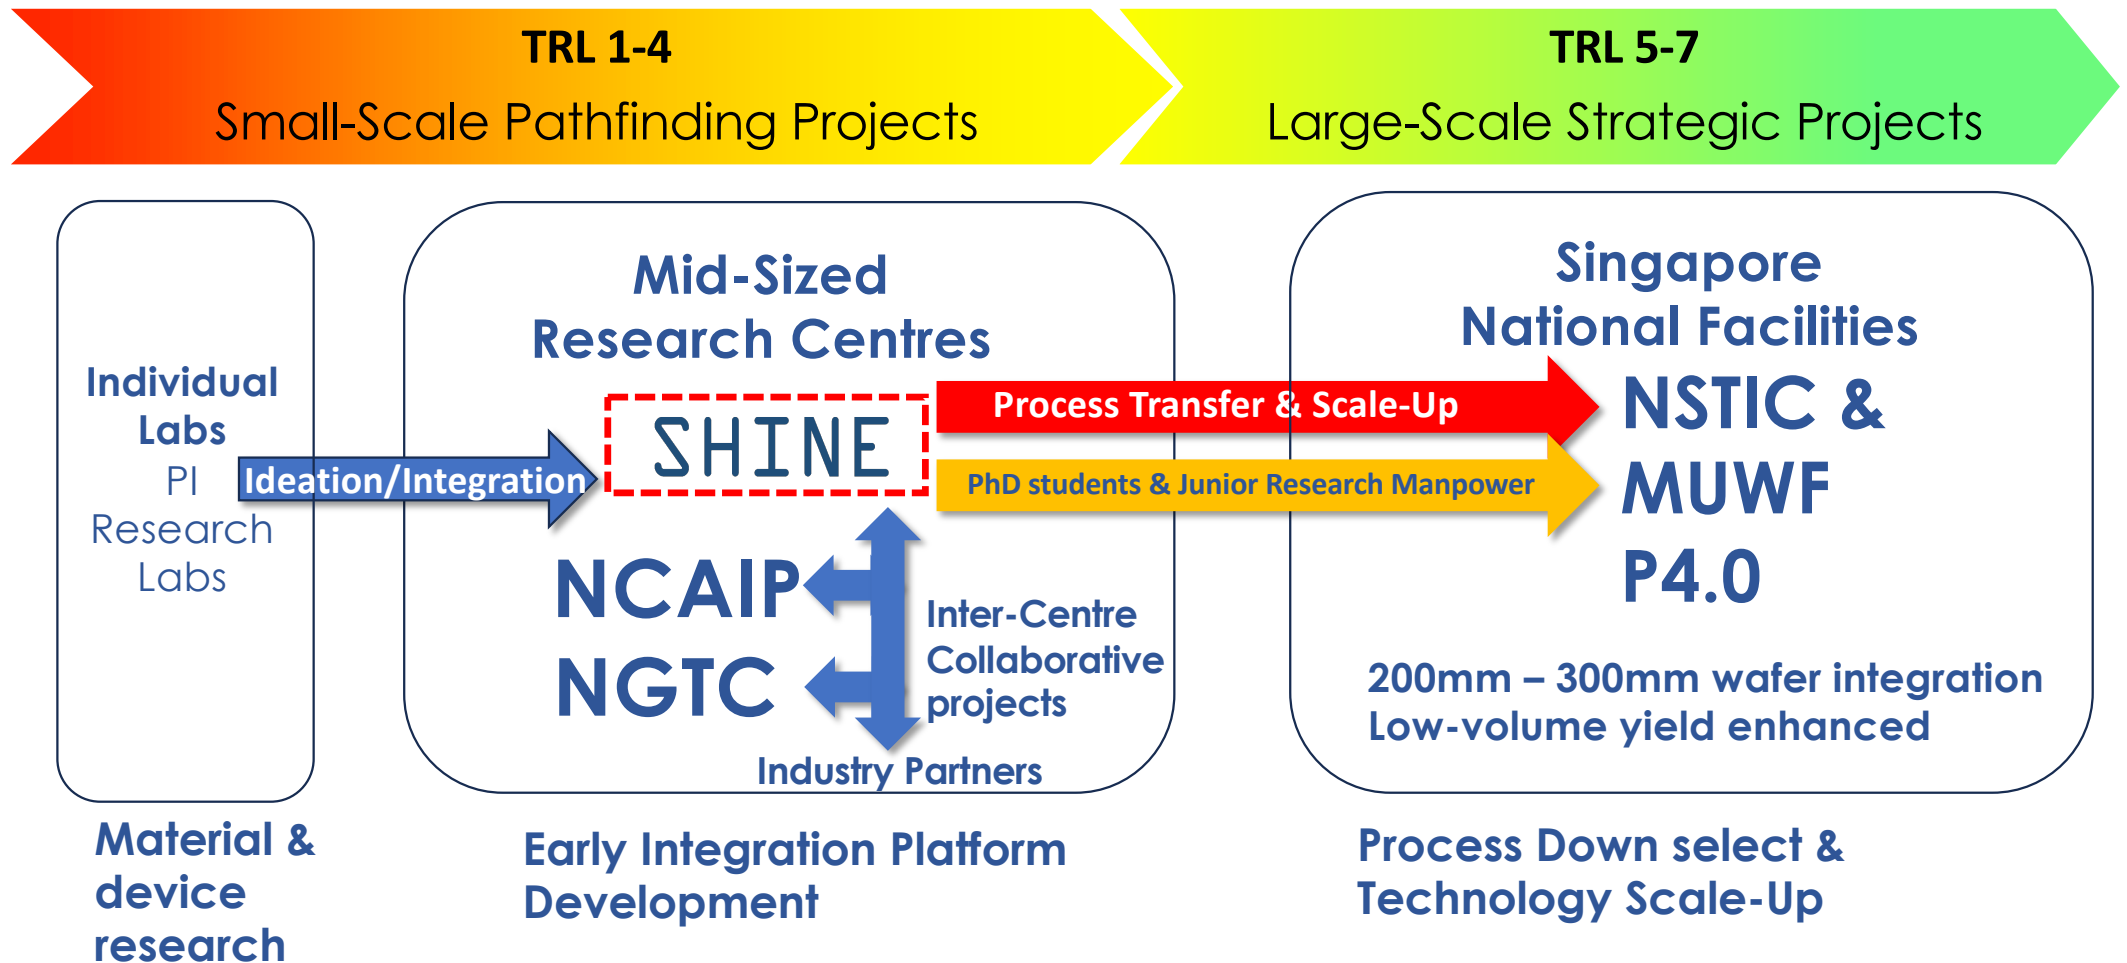 TRL 1-4
Small-Scale Pathfinding Projects
TRL 5-7
Large-Scale Strategic Projects
Individual
Labs
PI
Research
Labs
Ideation/Integration
Mid-Sized
Research Centres
SHINE
NCAIP
NGTC
Inter-Centre
Collaborative
projects
Industry Partners
Process Transfer & Scale-Up
PhD students & Junior Research Manpower
Singapore
National Facilities
NSTIC &
MUWF
P4.0
200mm – 300mm wafer integration
Low-volume yield enhanced
Material &
device
research
Early Integration Platform
Development
Process Down select &
Technology Scale-Up